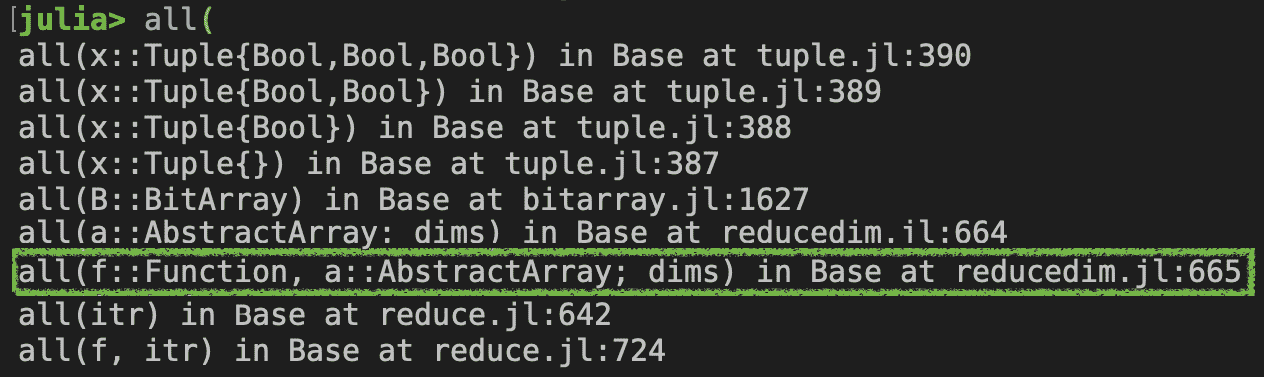 [julia> all(
all(x::Tuple{Bool,Bool,Bool}) in Base at tuple.jl:390
all(x::Tuple{Bool,Bool}) in Base at tuple.jl:389
all(x::Tuple{Bool}) in Base at tuple.jl:388
all(x::Tuple{}) in Base at tuple.jl:387
all(B::BitArray) in Base at bitarray.jl:1627
all(a::AbstractArray; dims) in Base at reducedim.jl:664
all(f::Function, a::AbstractArray; dims) in Base at reducedim.jl:665
all(itr) in Base at reduce.jl:642
all(f, itr) in Base at reduce.jl:724